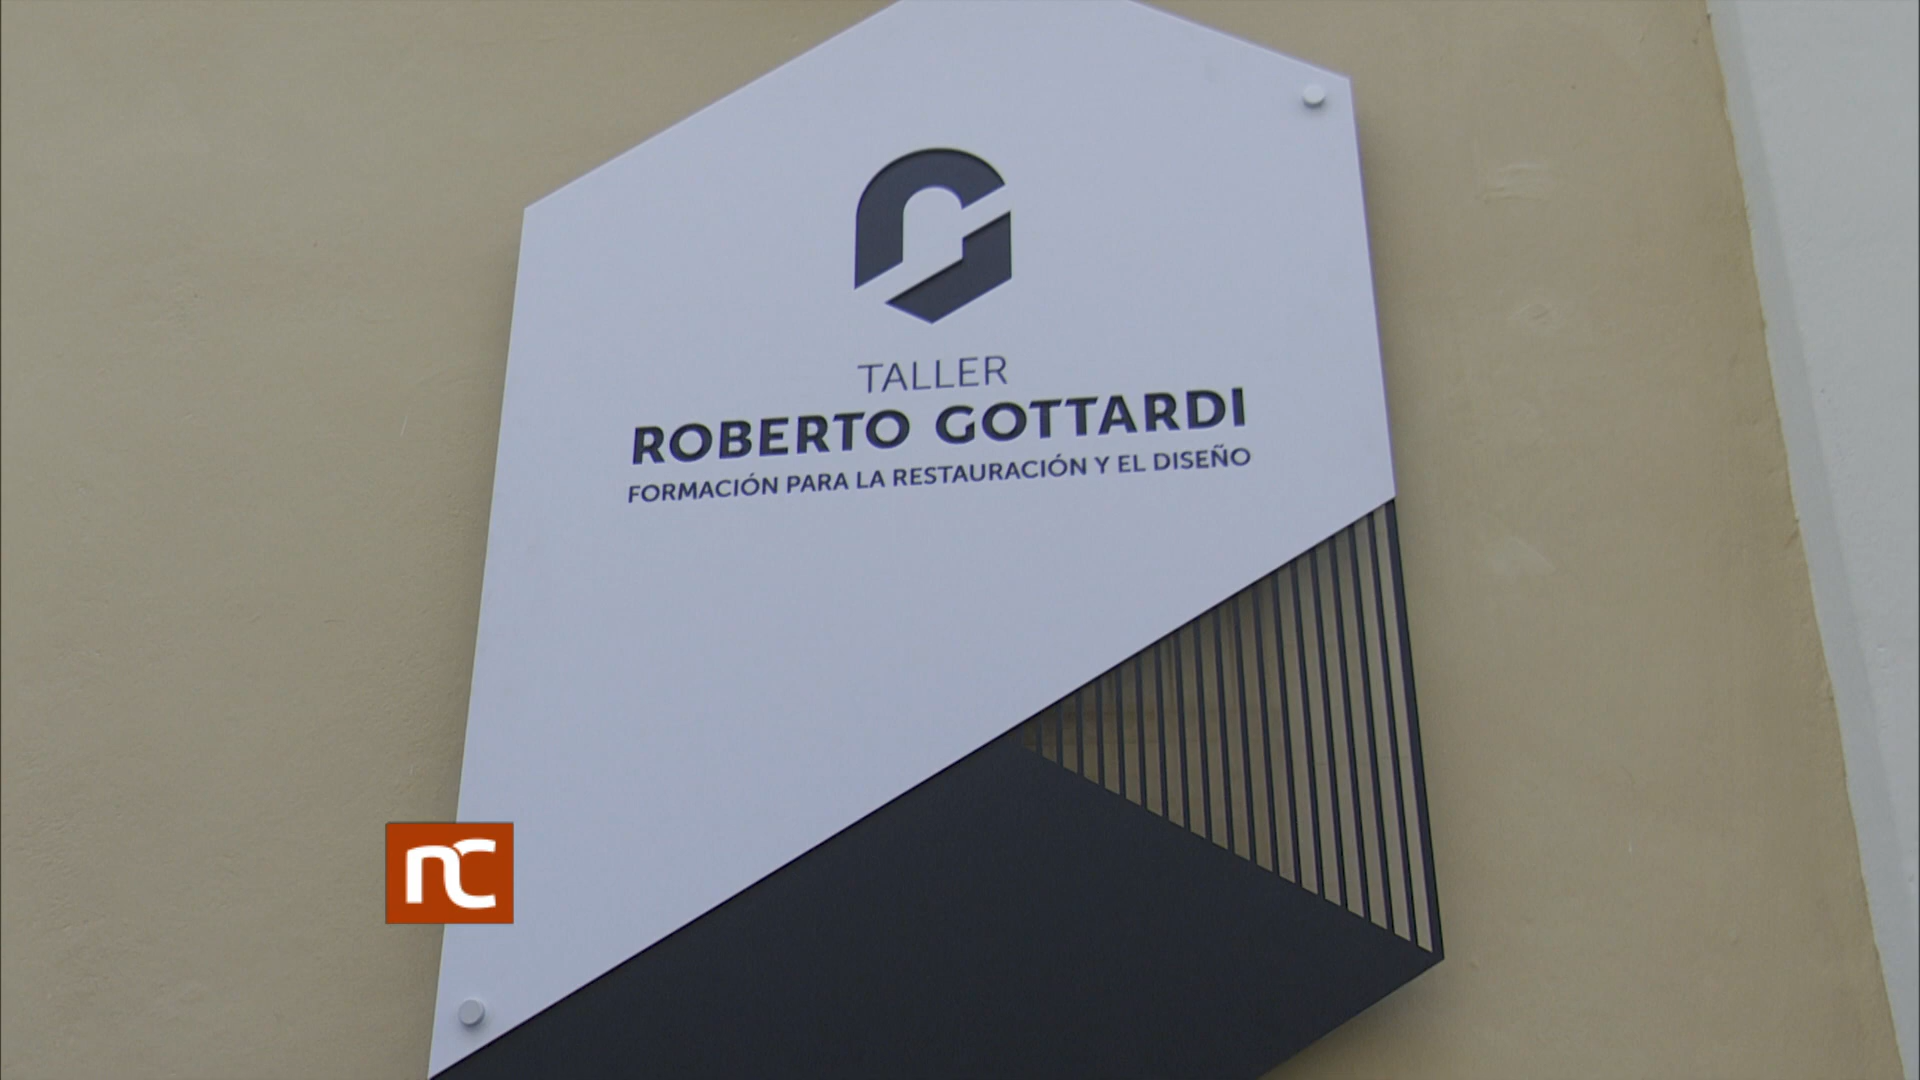 TALLER
ROBERTO GOTTARDI
FORMACIÓN PARA LA RESTAURACIÓN Y EL DISEÑO
nc